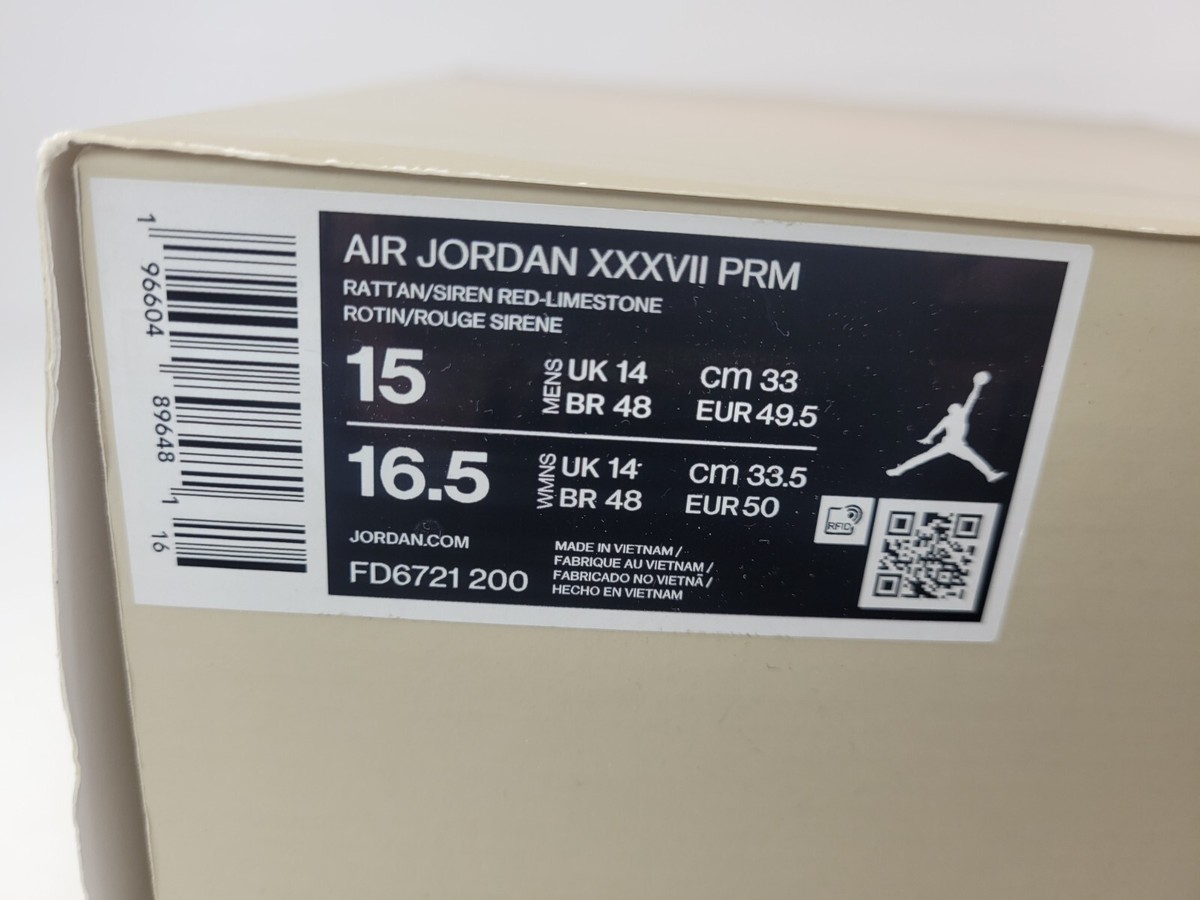 1 96604 89648 1 16
AIR JORDAN XXXVII PRM
RATTAN/SIREN RED-LIMESTONE
ROTIN/ROUGE SIRENE
15 MENS UK 14 cm 33
BR 48 EUR 49.5
16.5 WMNS UK 14 cm 33.5
BR 48 EUR 50
RFID
JORDAN.COM
FD6721 200
MADE IN VIETNAM /
FABRIQUE AU VIETNAM /
FABRICADO NO VIETNÃ /
HECHO EN VIETNAM